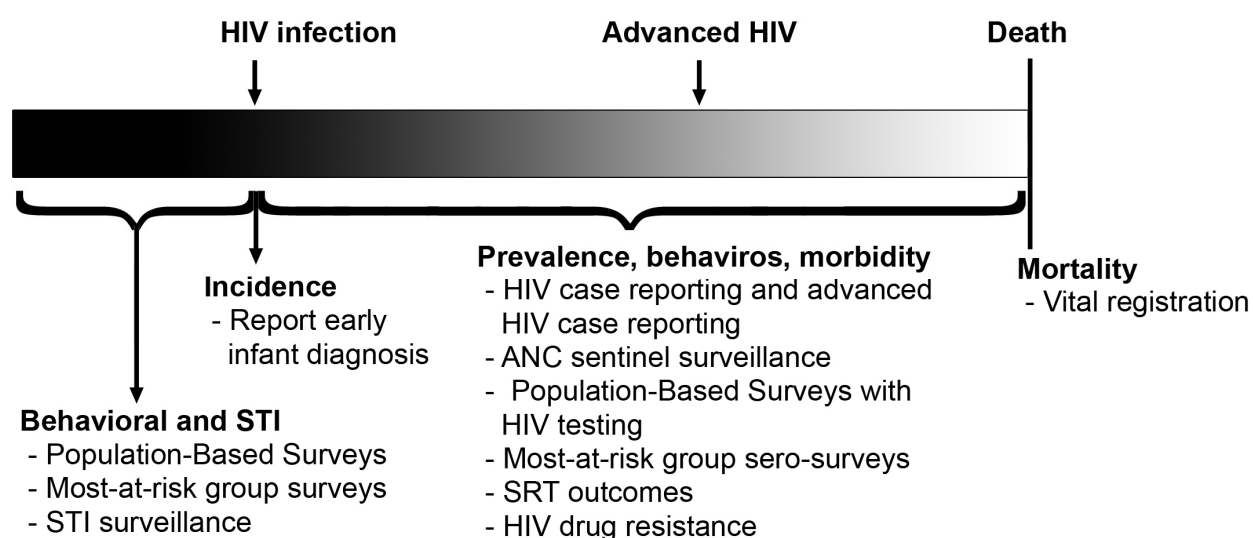 HIV infection
Advanced HIV
Death
Incidence
- Report early
infant diagnosis
Behavioral and STI
- Population-Based Surveys
- Most-at-risk group surveys
- STI surveillance
Prevalence, behaviros, morbidity
- HIV case reporting and advanced
HIV case reporting
- ANC sentinel surveillance
- Population-Based Surveys with
HIV testing
- Most-at-risk group sero-surveys
- SRT outcomes
- HIV drug resistance
Mortality
- Vital registration